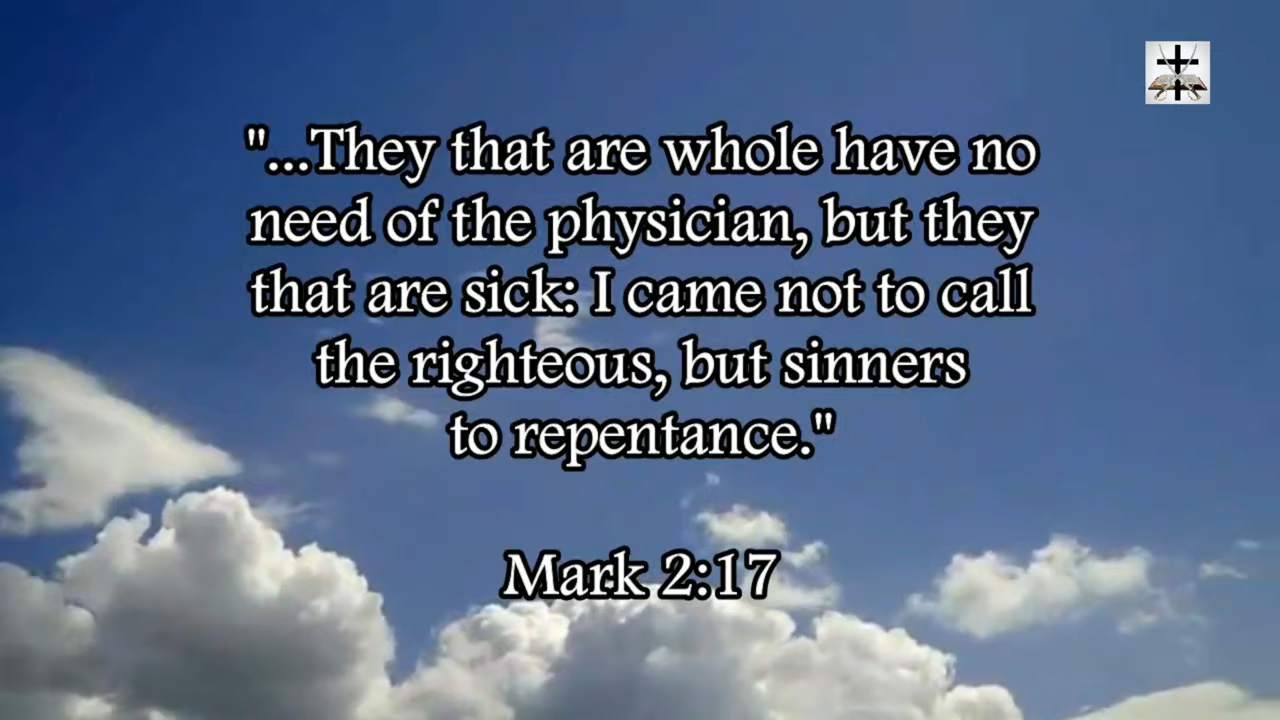 "...They that are whole have no
need of the physician, but they
that are sick: I came not to call
the righteous, but sinners
to repentance."
Mark 2:17